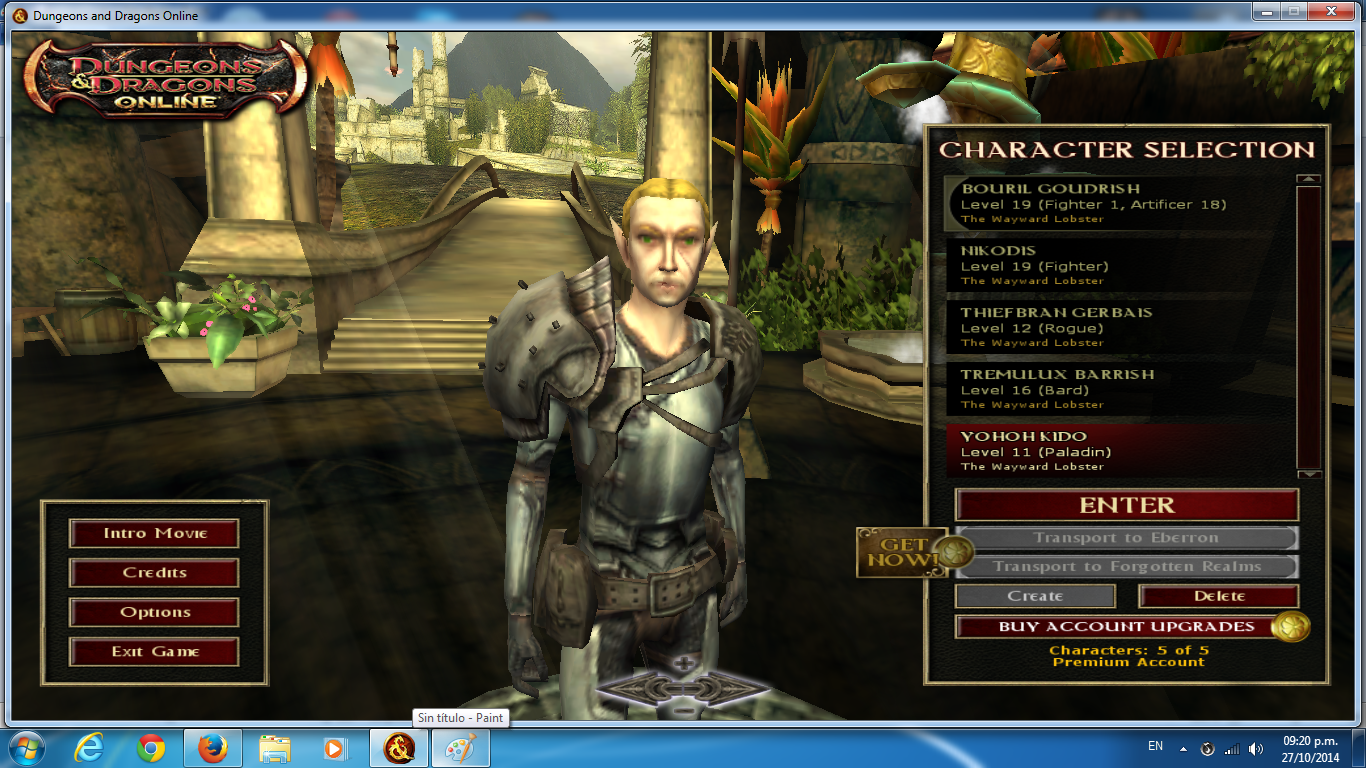 Dungeons and Dragons Online
DUNGEONS
& DRAGONS
ONLINE
CHARACTER SELECTION
BOURIL GOUDRISH
Level 19 (Fighter 1, Artificer 18)
The Wayward Lobster
NIKODIS
Level 19 (Fighter)
The Wayward Lobster
THIEFBRAN GERBAIS
Level 12 (Rogue)
The Wayward Lobster
TREMULUX BARRISH
Level 16 (Bard)
The Wayward Lobster
YOHOH KIDO
Level 11 (Paladin)
The Wayward Lobster
ENTER
GET
NOW!
Transport to Eberron
Transport to Forgotten Realms
Create
Delete
BUY ACCOUNT UPGRADES
Characters: 5 of 5
Premium Account
Intro Movie
Credits
Options
Exit Game
Sin título - Paint
EN
09:20 p.m.
27/10/2014